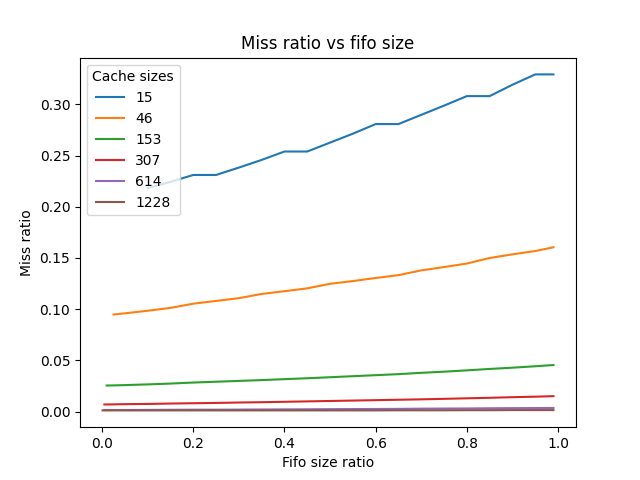 Miss ratio vs fifo size
Cache sizes
15
46
153
307
614
1228
Miss ratio
0.30
0.25
0.20
0.15
0.10
0.05
0.00
0.0 0.2 0.4 0.6 0.8 1.0
Fifo size ratio